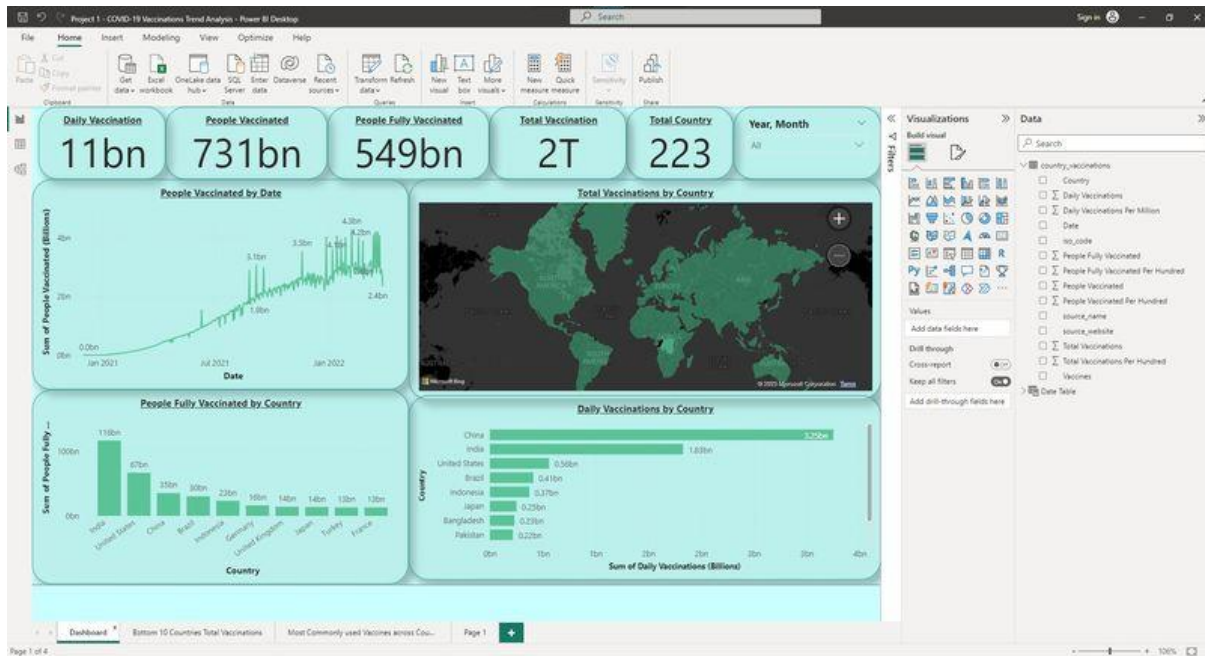 Project 1 - COVID-19 Vaccinations Trend Analysis - Power BI Desktop
Search
Sign in
File Home Insert Modeling View Optimize Help
Paste
Cut
Copy
Format painter
Get data
Excel workbook
OneLake data hub
SQL Server
Enter data
Dataverse
Recent sources
Transform data
Refresh
New visual
Text box
More visuals
New measure
Quick measure
Sensitivity
Publish
Clipboard
Data
Queries
Insert
Calculations
Sensitivity
Share
Daily Vaccination
11bn
People Vaccinated
731bn
People Fully Vaccinated
549bn
Total Vaccination
2T
Total Country
223
Year, Month
All
People Vaccinated by Date
Sum of People Vaccinated (Billions)
4bn
2bn
0bn
0.0bn
3.1bn
1.8bn
3.5bn
4.3bn
4.2bn
2.4bn
Jan 2021
Jul 2021
Jan 2022
Date
Total Vaccinations by Country
Microsoft Bing
© 2023 Microsoft Corporation Terms
People Fully Vaccinated by Country
Sum of People Fully ...
100bn
0bn
116bn
67bn
35bn
30bn
23bn
16bn
14bn
14bn
13bn
13bn
India
United States
China
Brazil
Indonesia
Germany
United Kingdom
Japan
Turkey
France
Country
Daily Vaccinations by Country
Country
China 3.25bn
India 1.83bn
United States 0.56bn
Brazil 0.41bn
Indonesia 0.37bn
Japan 0.25bn
Bangladesh 0.23bn
Pakistan 0.22bn
0bn 1bn 1bn 2bn 2bn 3bn 3bn 4bn
Sum of Daily Vaccinations (Billions)
Filters
Visualizations
Build visual
Values
Add data fields here
Drill through
Cross-report
Keep all filters
Add drill-through fields here
Data
Search
country_vaccinations
Country
Daily Vaccinations
Daily Vaccinations Per Million
Date
iso_code
People Fully Vaccinated
People Fully Vaccinated Per Hundred
People Vaccinated
People Vaccinated Per Hundred
source_name
source_website
Total Vaccinations
Total Vaccinations Per Hundred
Vaccines
Date Table
Dashboard
Bottom 10 Countries Total Vaccinations
Most Commonly used Vaccines across Cou...
Page 1
Page 1 of 4
106%